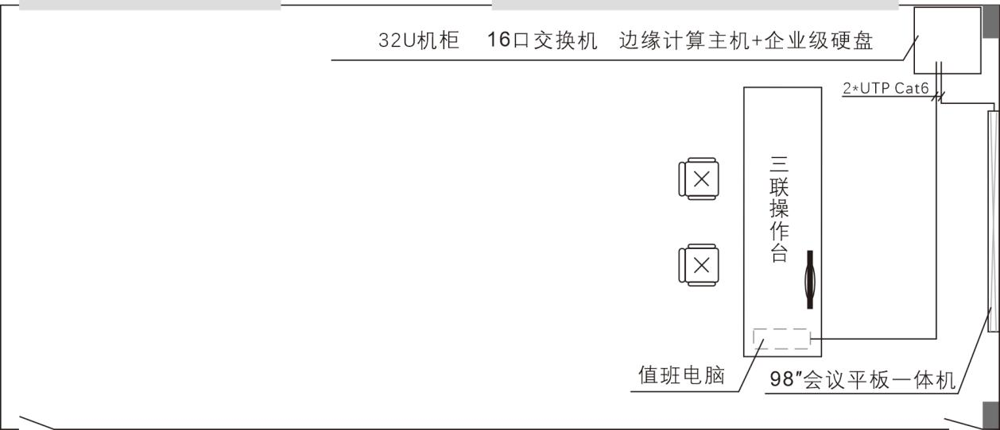 32U机柜 16口交换机 边缘计算主机+企业级硬盘
2*UTP Cat6
三联操作台
值班电脑
98"会议平板一体机